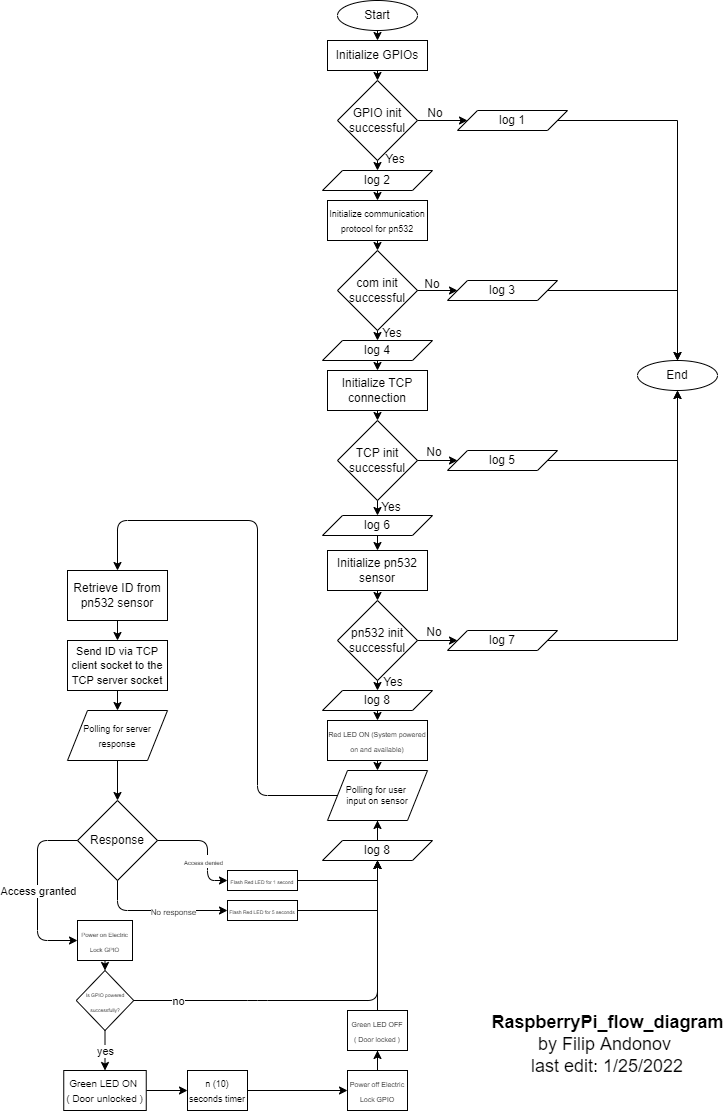 Start
Initialize GPIOs
GPIO init
successful
No
log 1
Yes
log 2
Initialize communication
protocol for pn532
com init
successful
No
log 3
Yes
log 4
End
Initialize TCP
connection
TCP init
successful
No
log 5
Yes
log 6
Initialize pn532
sensor
pn532 init
successful
No
log 7
Yes
log 8
Red LED ON (System powered
on and available)
Polling for user
input on sensor
log 8
Retrieve ID from
pn532 sensor
Send ID via TCP
client socket to the
TCP server socket
Polling for server
response
Response
Access denied
Flash Red LED for 1 second
Access granted
No response
Flash Red LED for 5 seconds
Power on Electric
Lock GPIO
Is GPIO powered
successfully?
no
yes
Green LED ON
( Door unlocked )
n (10)
seconds timer
Power off Electric
Lock GPIO
Green LED OFF
( Door locked )
RaspberryPi_flow_diagram
by Filip Andonov
last edit: 1/25/2022